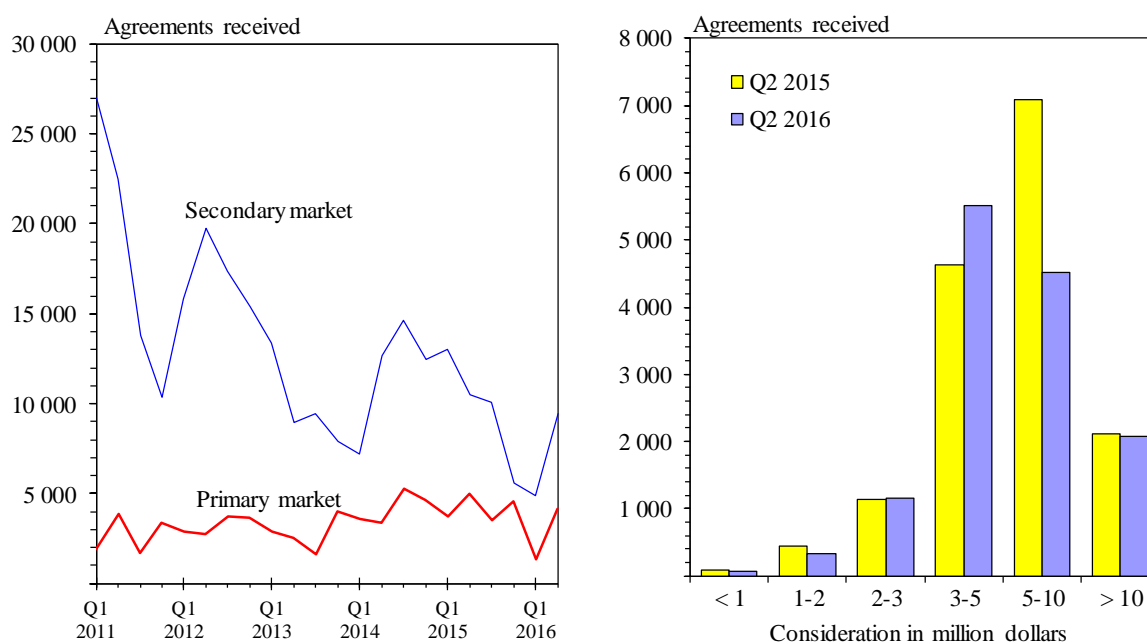 Agreements received
30 000
25 000
20 000
15 000
10 000
5 000
Secondary market
Primary market
Q1 Q1 Q1 Q1 Q1 Q1
2011 2012 2013 2014 2015 2016
Agreements received
8 000
7 000
6 000
5 000
4 000
3 000
2 000
1 000
Q2 2015
Q2 2016
< 1 1-2 2-3 3-5 5-10 > 10
Consideration in million dollars